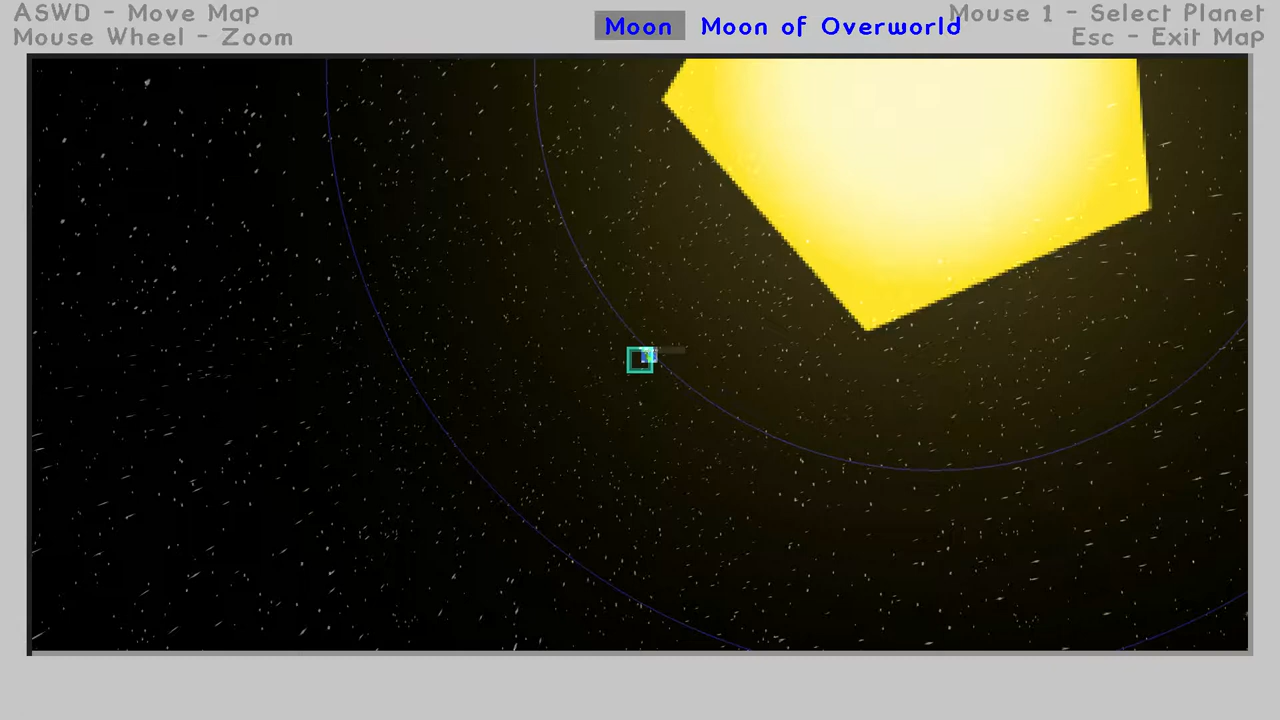 ASWD - Move Map
Mouse Wheel - Zoom
Moon
Moon of Overworld
Mouse 1 - Select Planet
Esc - Exit Map